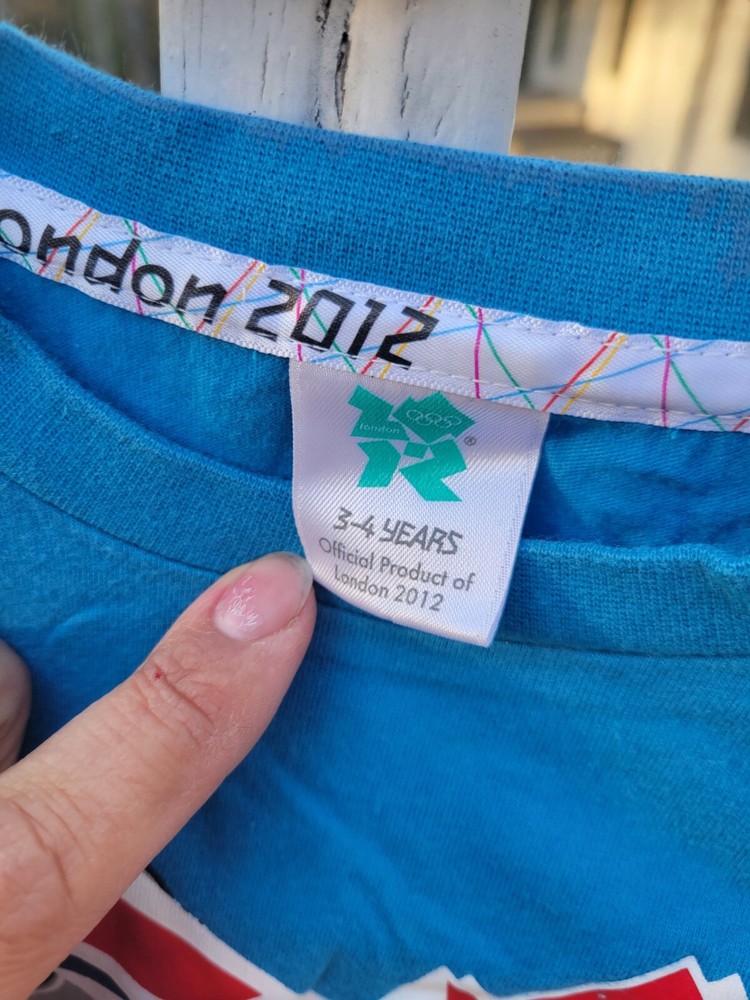 ondon 2012
london
®
3-4 YEARS
Official Product of
London 2012